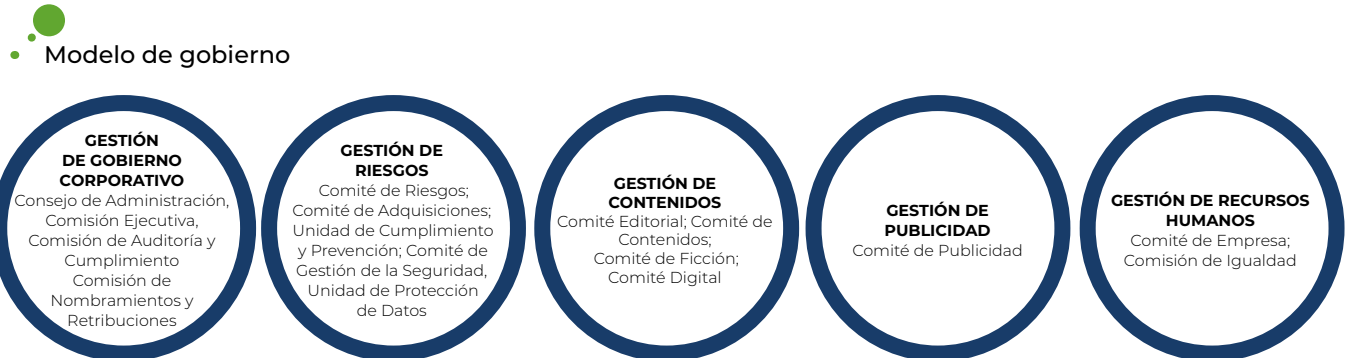 Modelo de gobierno
GESTIÓN
DE GOBIERNO
CORPORATIVO
Consejo de Administración,
Comisión Ejecutiva,
Comisión de Auditoría y
Cumplimiento
Comisión de
Nombramientos y
Retribuciones
GESTIÓN DE
RIESGOS
Comité de Riesgos;
Comité de Adquisiciones;
Unidad de Cumplimiento
y Prevención; Comité de
Gestión de la Seguridad,
Unidad de Protección
de Datos
GESTIÓN DE
CONTENIDOS
Comité Editorial; Comité de
Contenidos;
Comité de Ficción;
Comité Digital
GESTIÓN DE
PUBLICIDAD
Comité de Publicidad
GESTIÓN DE RECURSOS
HUMANOS
Comité de Empresa;
Comisión de Igualdad